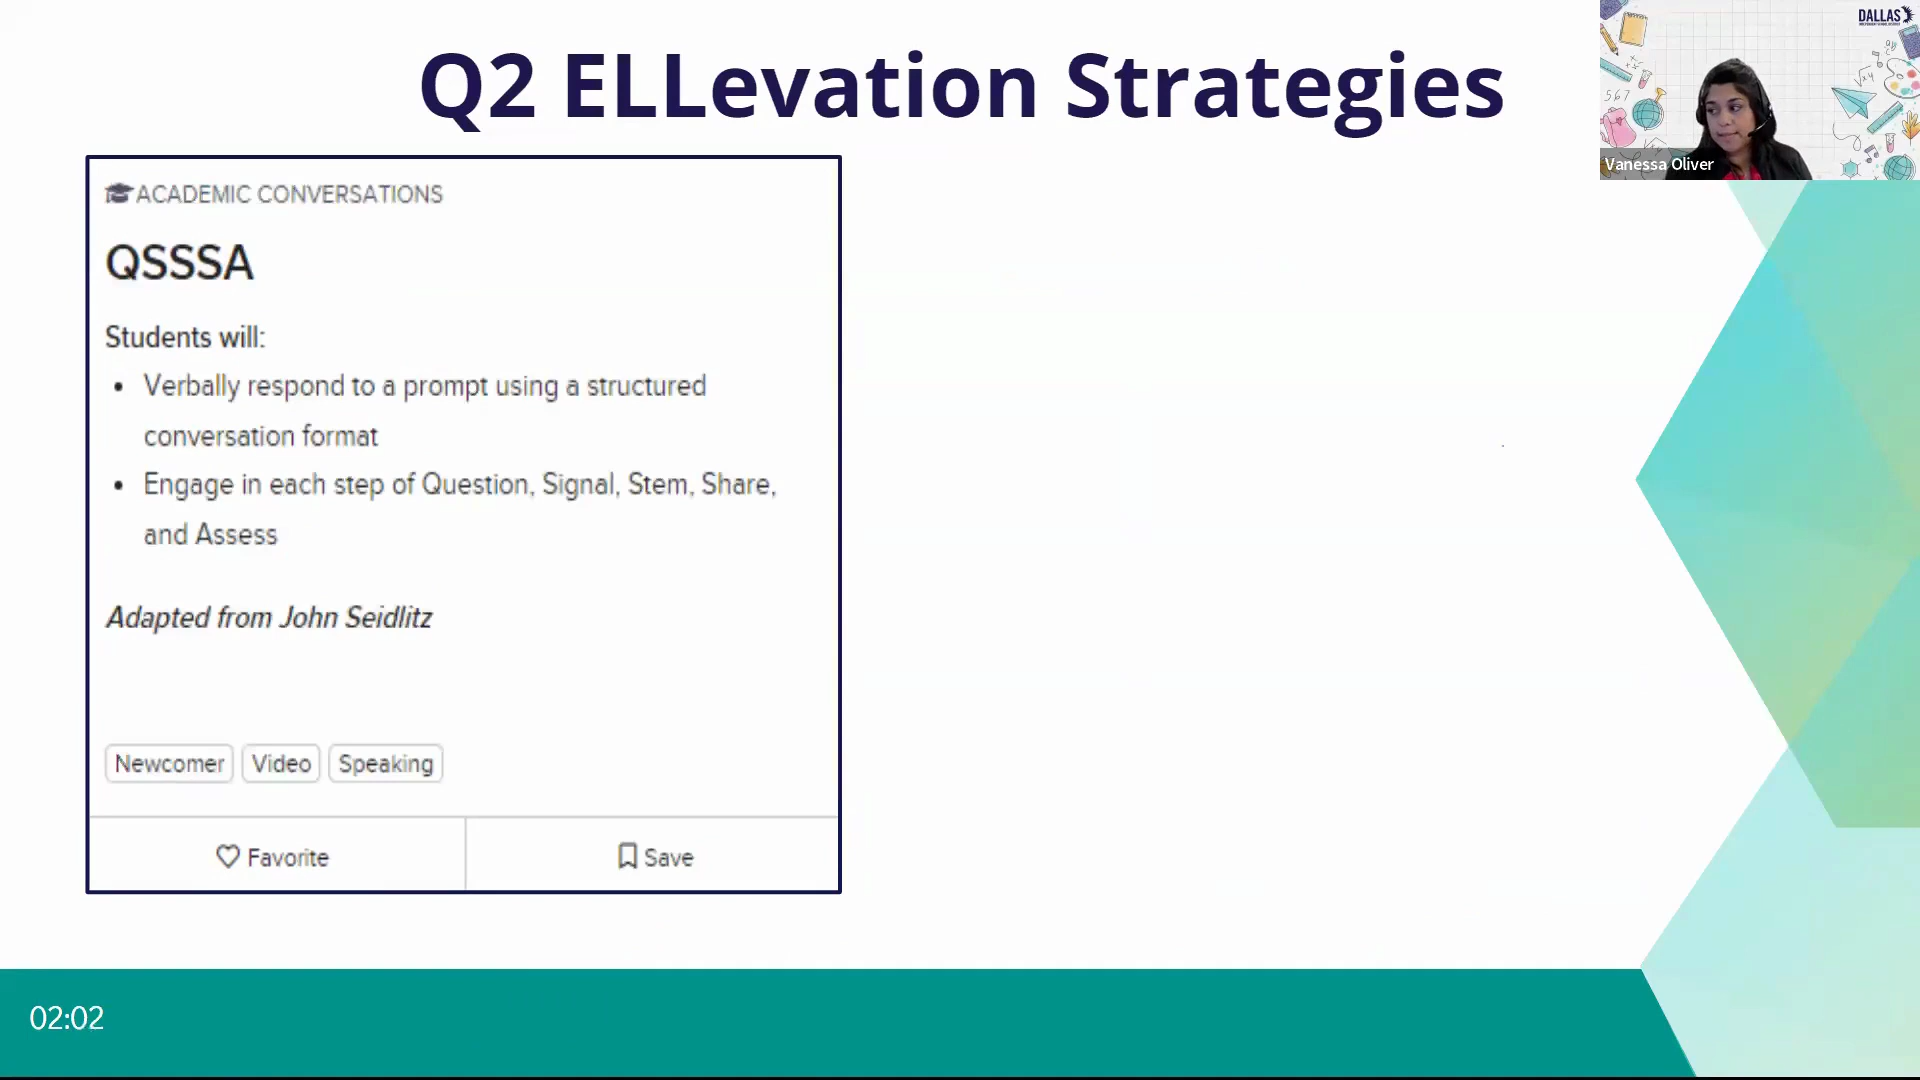 Q2 ELLevation Strategies
DALLAS
Vanessa Oliver
ACADEMIC CONVERSATIONS
QSSSA
Students will:
• Verbally respond to a prompt using a structured
conversation format
• Engage in each step of Question, Signal, Stem, Share,
and Assess
Adapted from John Seidlitz
Newcomer Video Speaking
Favorite Save
02:02